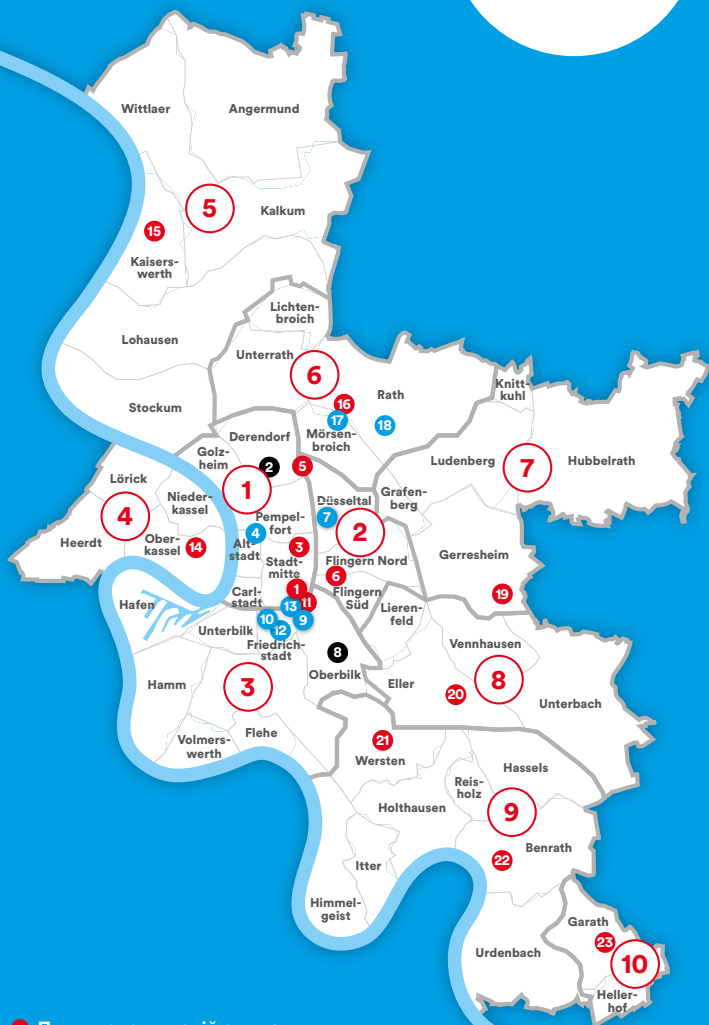 Wittlaer
Angermund
5
Kalkum
15
Kaisers-
werth
Lichten-
broich
Lohausen
Unterrath
6
Knitt-
kuhl
Rath
16
Stockum
17
18
Mörsen-
broich
Derendorf
Golz-
heim
2
5
Ludenberg
7
Hubbelrath
Lörick
1
Grafen-
berg
Nieder-
kassel
Düsseltal
4
Pempel-
fort
7
2
Heerdt
Ober-
kassel
14
4
Alt-
stadt
3
Gerresheim
Stadt-
mitte
Flingern Nord
6
Flingern
Süd
Carl-
stadt
1
11
19
Hafen
13
Lieren-
feld
10
9
12
Unterbilk
Friedrich-
stadt
Vennhausen
8
Oberbilk
8
Hamm
3
Eller
20
Unterbach
Volmers-
werth
Flehe
21
Wersten
Hassels
Reis-
holz
Holthausen
9
Benrath
22
Itter
Himmel-
geist
Garath
23
Urdenbach
10
Heller-
hof